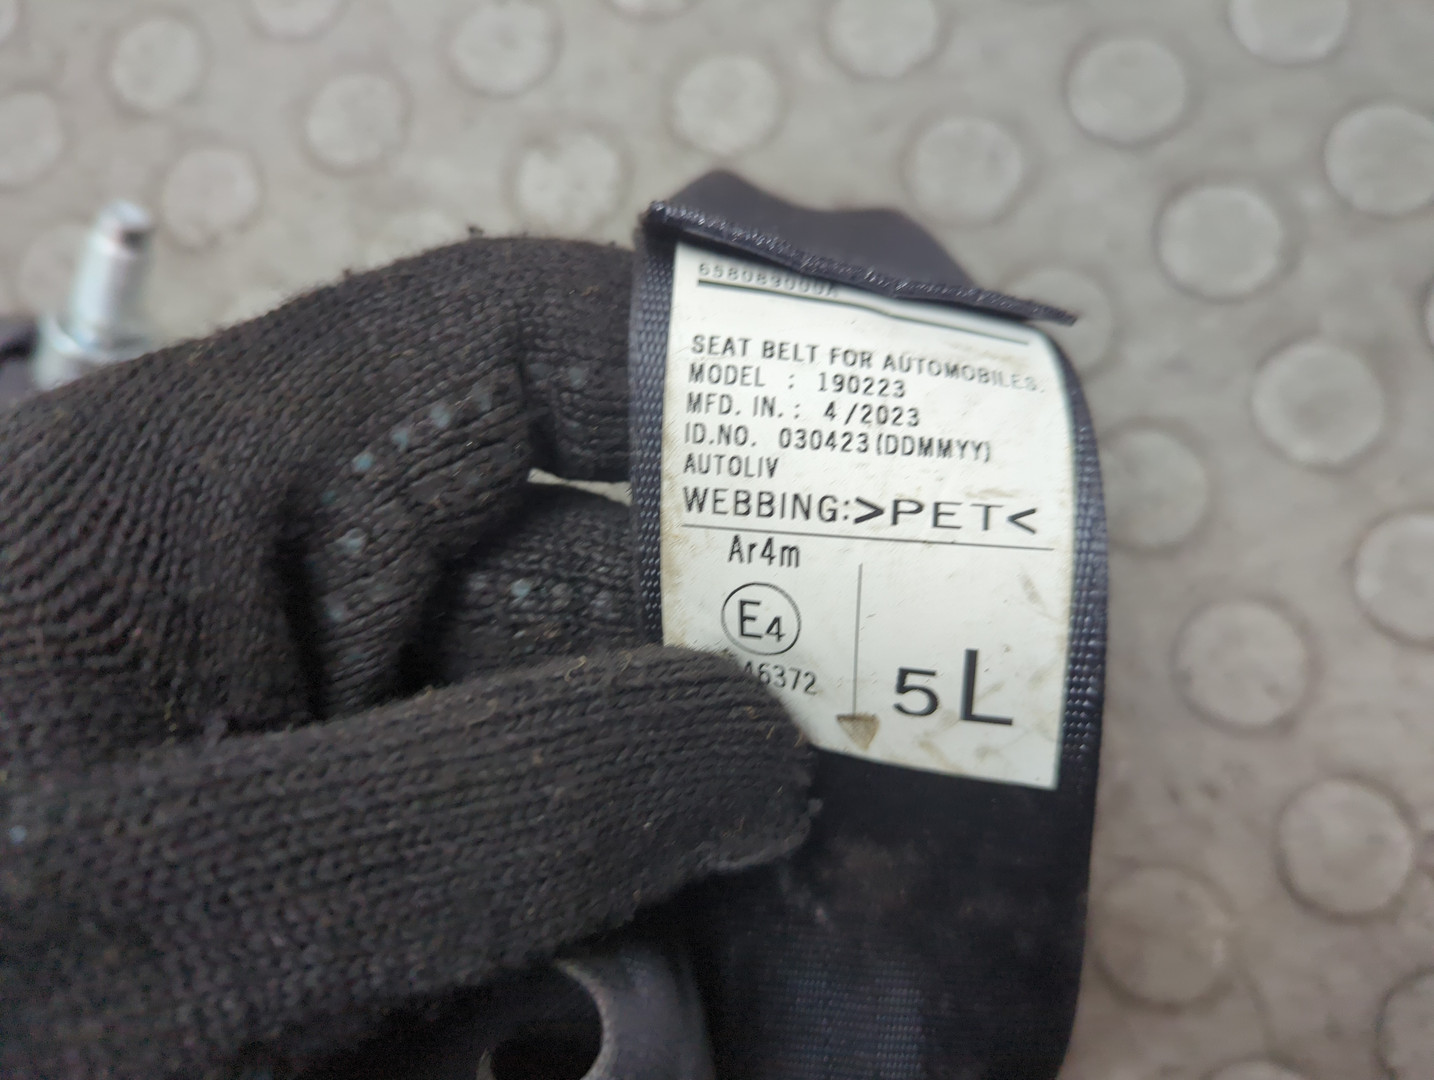 658089000A
SEAT BELT FOR AUTOMOBILES.
MODEL : 190223
MFD. IN. : 4/2023
ID.NO. 030423(DDMMYY)
AUTOLIV
WEBBING:>PET<
Ar4m
E4
5L